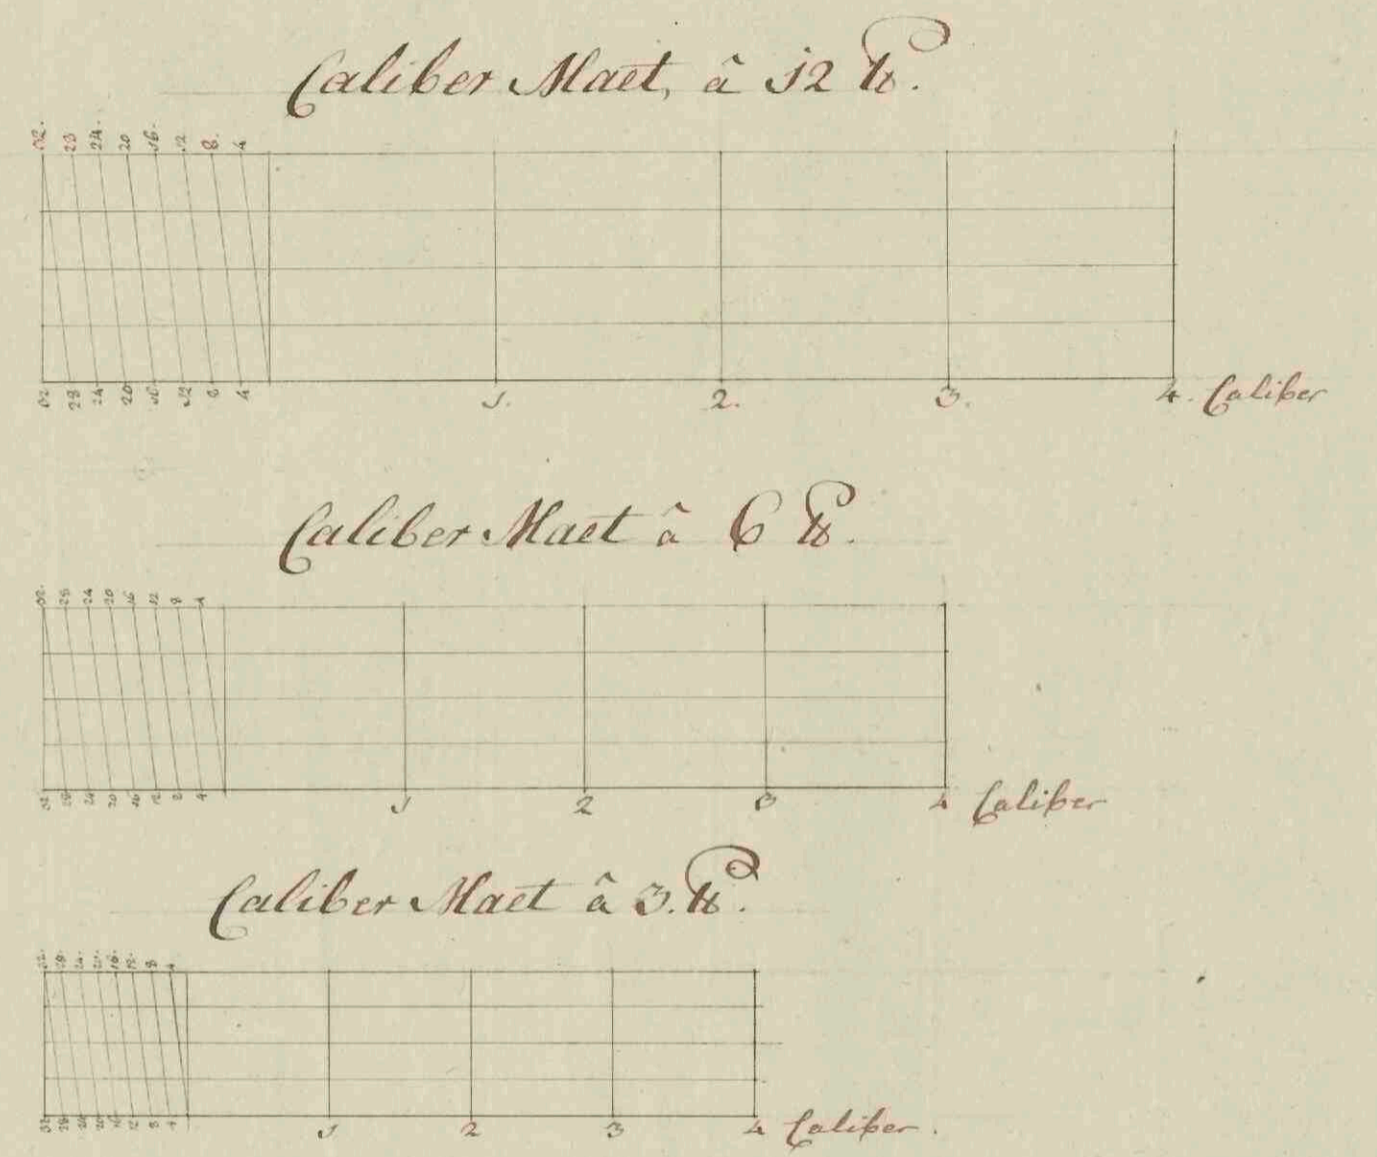 Caliber Maet, â 12 ℔.
32. 28 24. 20 16. 12 8. 4
32 28 24 20 16 12 8 4 1. 2. 3. 4. Caliber
Caliber Maet â 6 ℔.
32. 28 24 20 16 12 8 4
32 28 24 20 16 12 8 4 1 2 3 4 Caliber
Caliber Maet â 3. ℔.
32. 28. 24. 20. 16. 12. 8 4
32 28 24 20 16 12 8 4 1 2 3 4 Caliber.